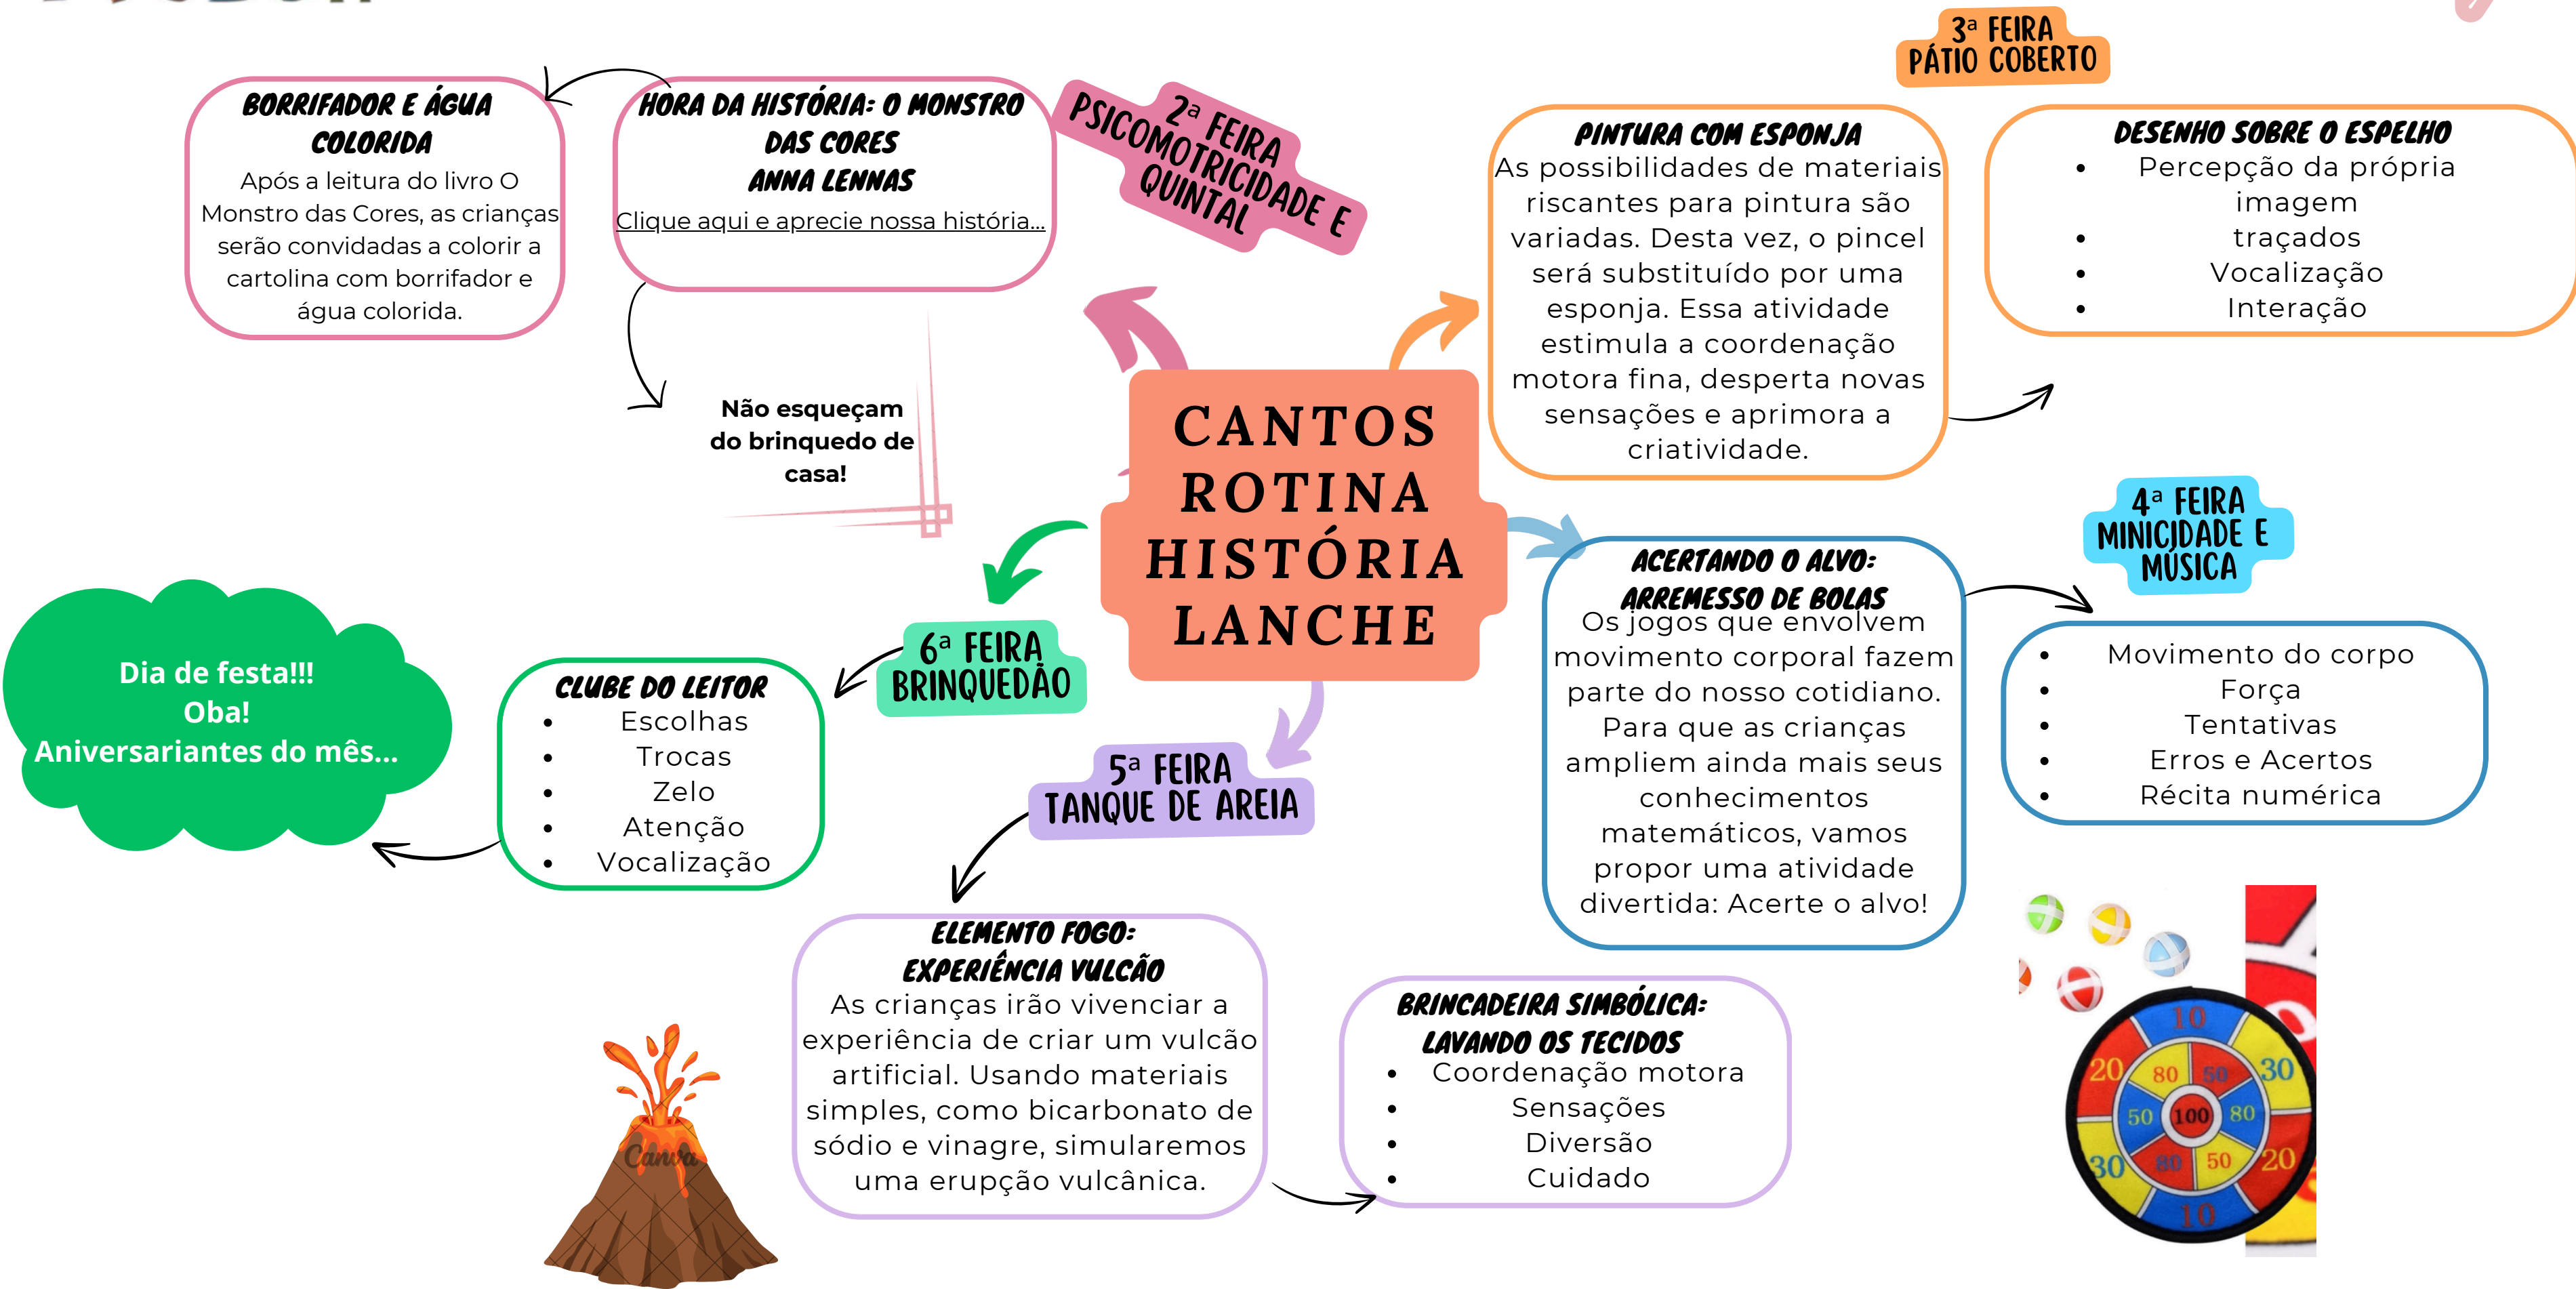 2ª FEIRA
PSICOMOTRICIDADE E
QUINTAL
HORA DA HISTÓRIA: O MONSTRO
DAS CORES
ANNA LENNAS
Clique aqui e aprecie nossa história...
BORRIFADOR E ÁGUA
COLORIDA
Após a leitura do livro O
Monstro das Cores, as crianças
serão convidadas a colorir a
cartolina com borrifador e
água colorida.
Não esqueçam
do brinquedo de
casa!
3ª FEIRA
PÁTIO COBERTO
PINTURA COM ESPONJA
As possibilidades de materiais
riscantes para pintura são
variadas. Desta vez, o pincel
será substituído por uma
esponja. Essa atividade
estimula a coordenação
motora fina, desperta novas
sensações e aprimora a
criatividade.
DESENHO SOBRE O ESPELHO
• Percepção da própria
imagem
• traçados
• Vocalização
• Interação
CANTOS
ROTINA
HISTÓRIA
LANCHE
4ª FEIRA
MINICIDADE E
MÚSICA
ACERTANDO O ALVO:
ARREMESSO DE BOLAS
Os jogos que envolvem
movimento corporal fazem
parte do nosso cotidiano.
Para que as crianças
ampliem ainda mais seus
conhecimentos
matemáticos, vamos
propor uma atividade
divertida: Acerte o alvo!
• Movimento do corpo
• Força
• Tentativas
• Erros e Acertos
• Récita numérica
10
20 80 50 30
50 100 80
30 80 50 20
10
5ª FEIRA
TANQUE DE AREIA
ELEMENTO FOGO:
EXPERIÊNCIA VULCÃO
As crianças irão vivenciar a
experiência de criar um vulcão
artificial. Usando materiais
simples, como bicarbonato de
sódio e vinagre, simularemos
uma erupção vulcânica.
Canva
BRINCADEIRA SIMBÓLICA:
LAVANDO OS TECIDOS
• Coordenação motora
• Sensações
• Diversão
• Cuidado
6ª FEIRA
BRINQUEDÃO
CLUBE DO LEITOR
• Escolhas
• Trocas
• Zelo
• Atenção
• Vocalização
Dia de festa!!!
Oba!
Aniversariantes do mês...